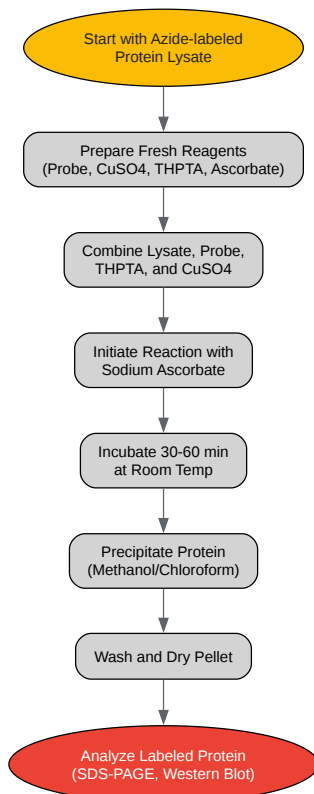 Start with Azide-labeled
Protein Lysate
Prepare Fresh Reagents
(Probe, CuSO4, THPTA, Ascorbate)
Combine Lysate, Probe,
THPTA, and CuSO4
Initiate Reaction with
Sodium Ascorbate
Incubate 30-60 min
at Room Temp
Precipitate Protein
(Methanol/Chloroform)
Wash and Dry Pellet
Analyze Labeled Protein
(SDS-PAGE, Western Blot)